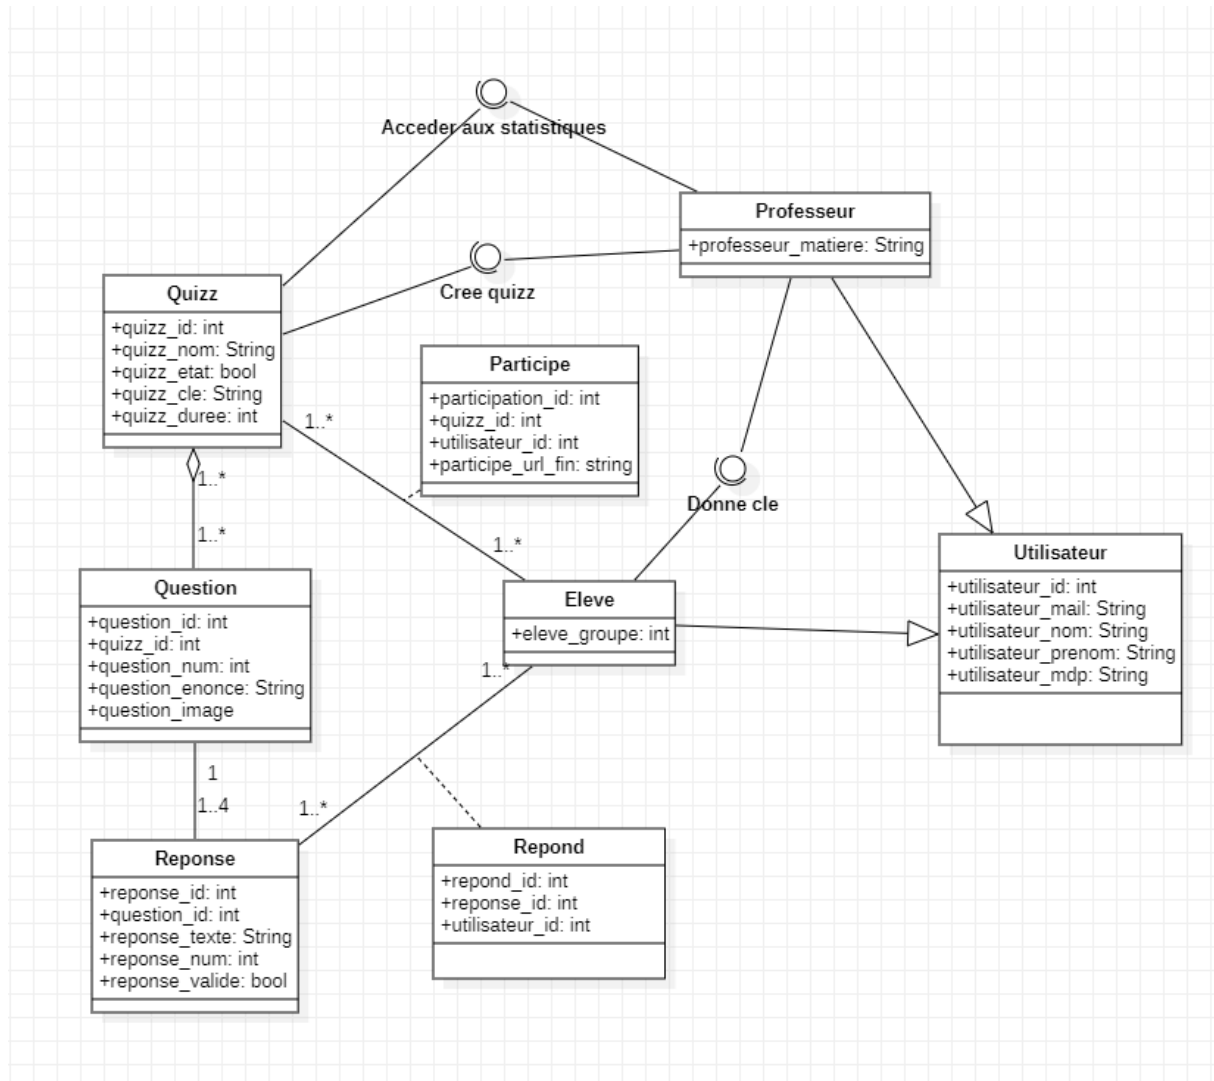 Acceder aux statistiques
Professeur
+professeur_matiere: String
Cree quizz
Quizz
+quizz_id: int
+quizz_nom: String
+quizz_etat: bool
+quizz_cle: String
+quizz_duree: int
Participe
+participation_id: int
+quizz_id: int
+utilisateur_id: int
+participe_url_fin: string
1..*
1..*
1..*
1..*
Donne cle
Utilisateur
+utilisateur_id: int
+utilisateur_mail: String
+utilisateur_nom: String
+utilisateur_prenom: String
+utilisateur_mdp: String
Question
+question_id: int
+quizz_id: int
+question_num: int
+question_enonce: String
+question_image
Eleve
+eleve_groupe: int
1..*
1
1..4
1..*
Reponse
+reponse_id: int
+question_id: int
+reponse_texte: String
+reponse_num: int
+reponse_valide: bool
Repond
+repond_id: int
+reponse_id: int
+utilisateur_id: int